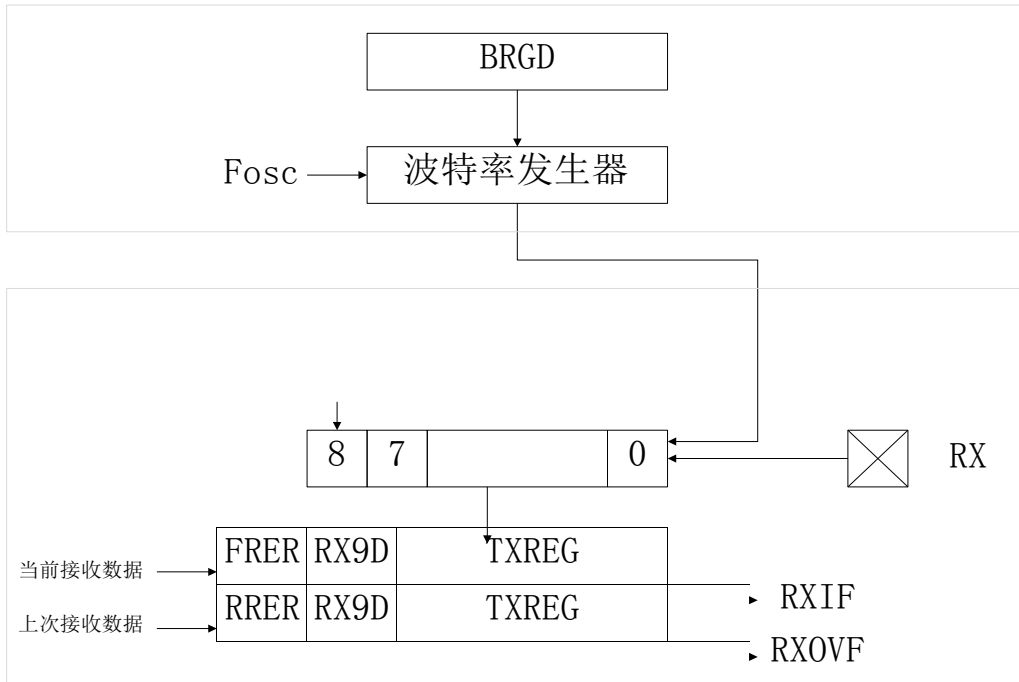 BRGD
Fosc 波特率发生器
8 7 0 RX
FRER RX9D TXREG
当前接收数据
RXIF
RRER RX9D TXREG
上次接收数据
RXOVF